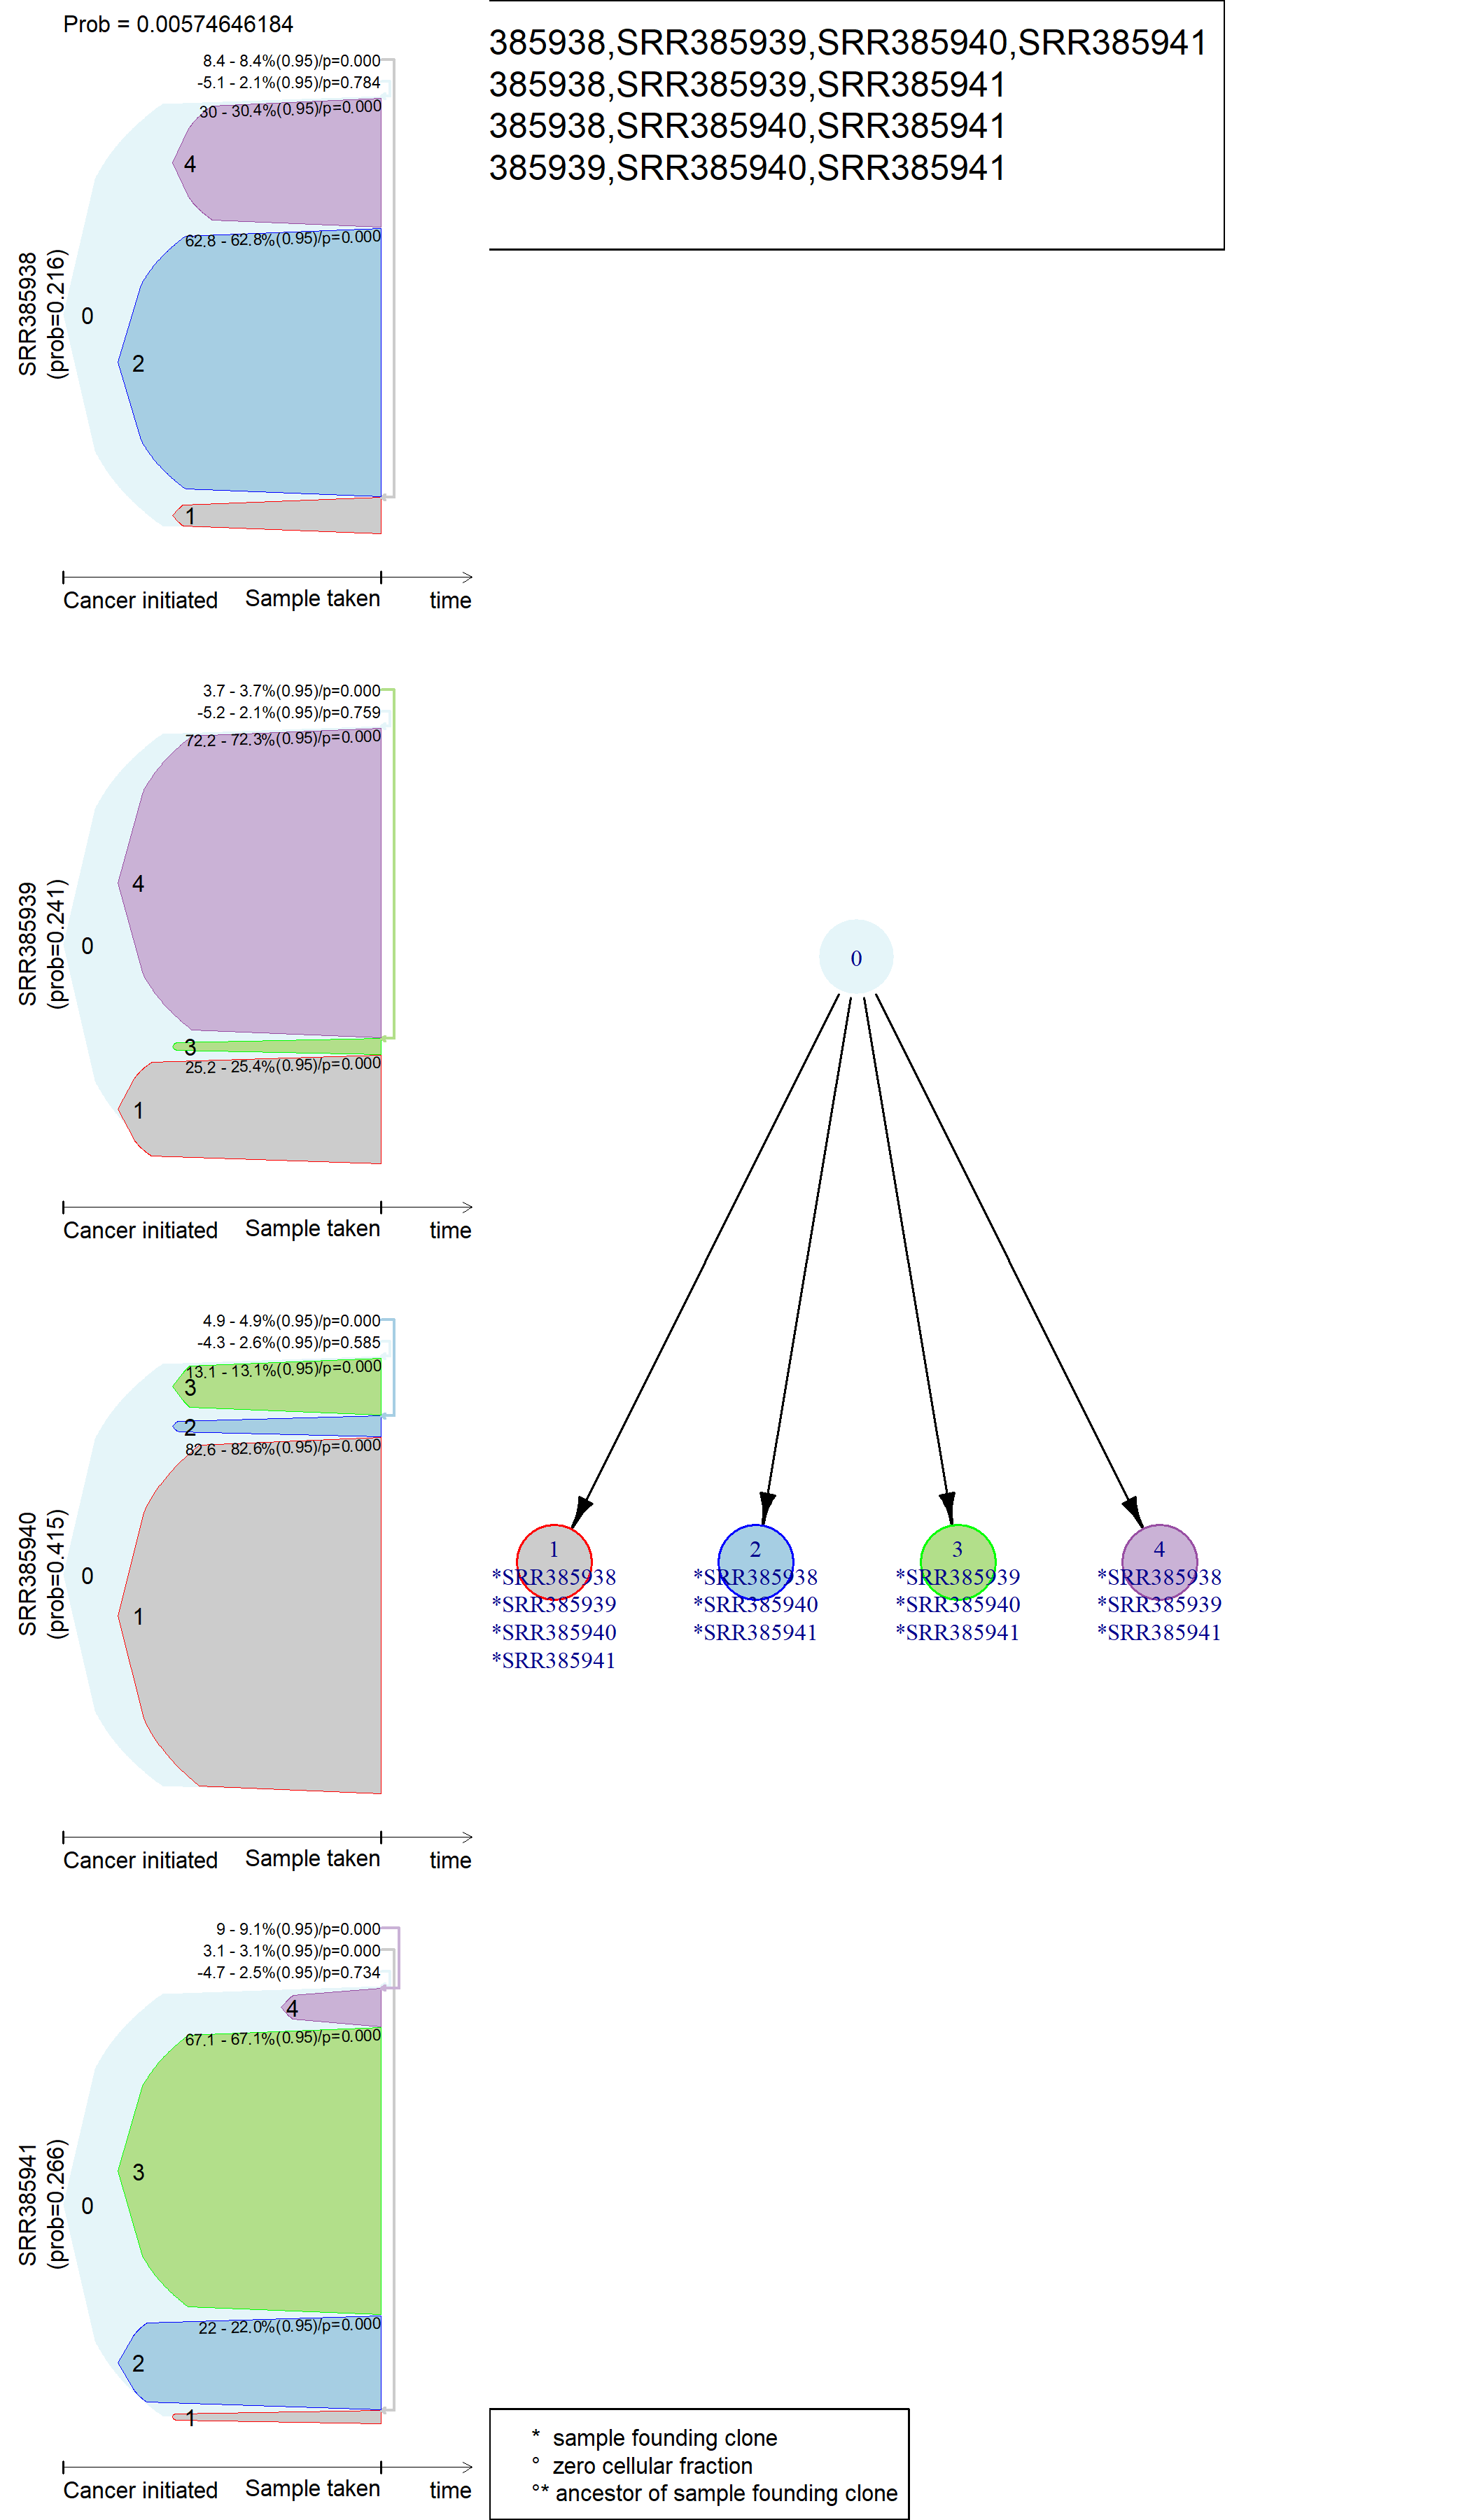 Prob = 0.00574646184
385938,SRR385939,SRR385940,SRR385941
385938,SRR385939,SRR385941
385938,SRR385940,SRR385941
385939,SRR385940,SRR385941
SRR385938
(prob=0.216)
8.4 - 8.4%(0.95)/p=0.000
-5.1 - 2.1%(0.95)/p=0.784
30 - 30.4%(0.95)/p=0.000
4
62.8 - 62.8%(0.95)/p=0.000
0
2
1
Cancer initiated
Sample taken
time
SRR385939
(prob=0.241)
3.7 - 3.7%(0.95)/p=0.000
-5.2 - 2.1%(0.95)/p=0.759
72.2 - 72.3%(0.95)/p=0.000
4
0
3
25.2 - 25.4%(0.95)/p=0.000
1
Cancer initiated
Sample taken
time
SRR385940
(prob=0.415)
4.9 - 4.9%(0.95)/p=0.000
-4.3 - 2.6%(0.95)/p=0.585
13.1 - 13.1%(0.95)/p=0.000
3
2
82.6 - 82.6%(0.95)/p=0.000
0
1
Cancer initiated
Sample taken
time
SRR385941
(prob=0.266)
9 - 9.1%(0.95)/p=0.000
3.1 - 3.1%(0.95)/p=0.000
-4.7 - 2.5%(0.95)/p=0.734
4
67.1 - 67.1%(0.95)/p=0.000
3
0
22 - 22.0%(0.95)/p=0.000
2
1
Cancer initiated
Sample taken
time
0
1
*SRR385938
*SRR385939
*SRR385940
*SRR385941
2
*SRR385938
*SRR385940
*SRR385941
3
*SRR385939
*SRR385940
*SRR385941
4
*SRR385938
*SRR385939
*SRR385941
* sample founding clone
° zero cellular fraction
°* ancestor of sample founding clone